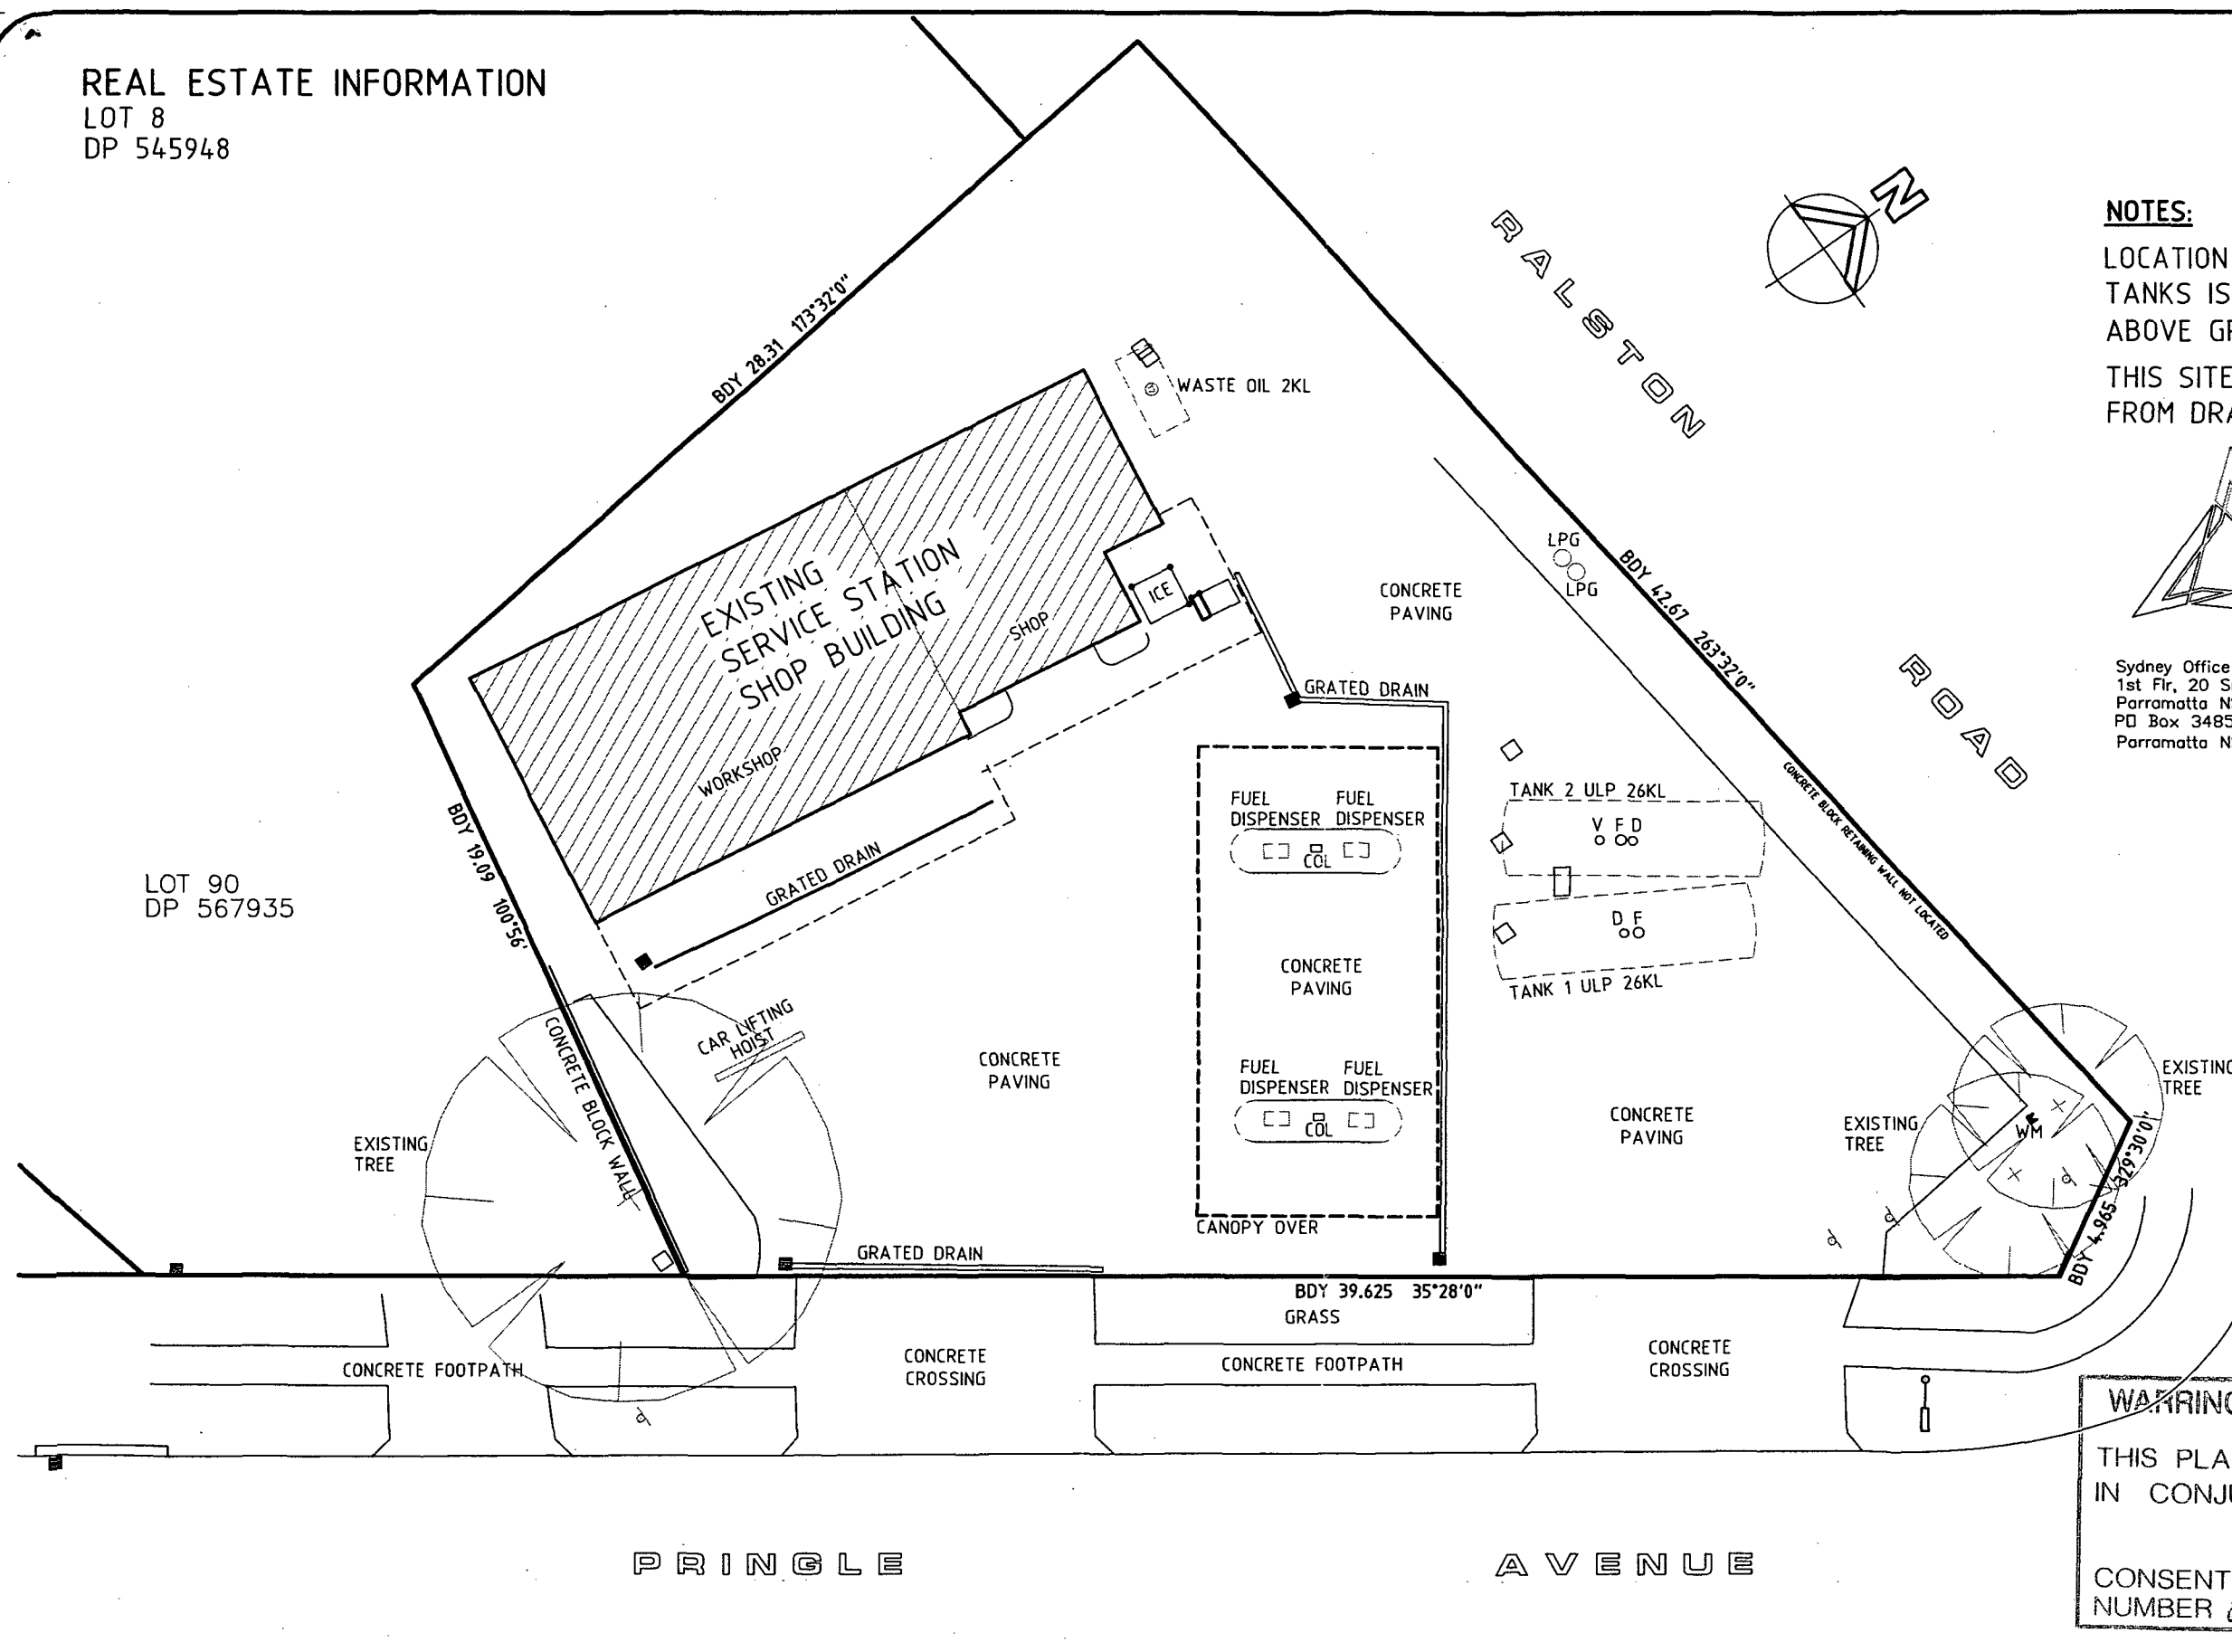 REAL ESTATE INFORMATION
LOT 8
DP 545948
N
NOTES:
LOCATION
TANKS IS
ABOVE
THIS SITE
FROM
RALSTON
ROAD
BDY 28.31 173°32'0"
WASTE OIL 2KL
EXISTING
SERVICE STATION
SHOP BUILDING
SHOP
WORKSHOP
ICE
CONCRETE
PAVING
LPG
LPG
BDY 42.67 263°32'0"
Sydney Office
1st Flr, 20
Parramatta
PO Box 3485
Parramatta
GRATED DRAIN
CONCRETE BLOCK RETAINING WALL NOT LOCATED
BDY 19.09 100°56'
LOT 90
DP 567935
GRATED DRAIN
FUEL
DISPENSER
FUEL
DISPENSER
COL
TANK 2 ULP 26KL
V F D
D F
TANK 1 ULP 26KL
CONCRETE
PAVING
CAR LIFTING
HOIST
CONCRETE BLOCK WALL
CONCRETE
PAVING
FUEL
DISPENSER
FUEL
DISPENSER
COL
CONCRETE
PAVING
EXISTING
TREE
EXISTING
TREE
EXISTING
TREE
WM
BDY 4.965 329°30'0"
CANOPY OVER
GRATED DRAIN
BDY 39.625 35°28'0"
GRASS
CONCRETE FOOTPATH
CONCRETE
CROSSING
CONCRETE FOOTPATH
CONCRETE
CROSSING
THIS
IN
CONSENT
NUMBER
PRINGLE AVENUE